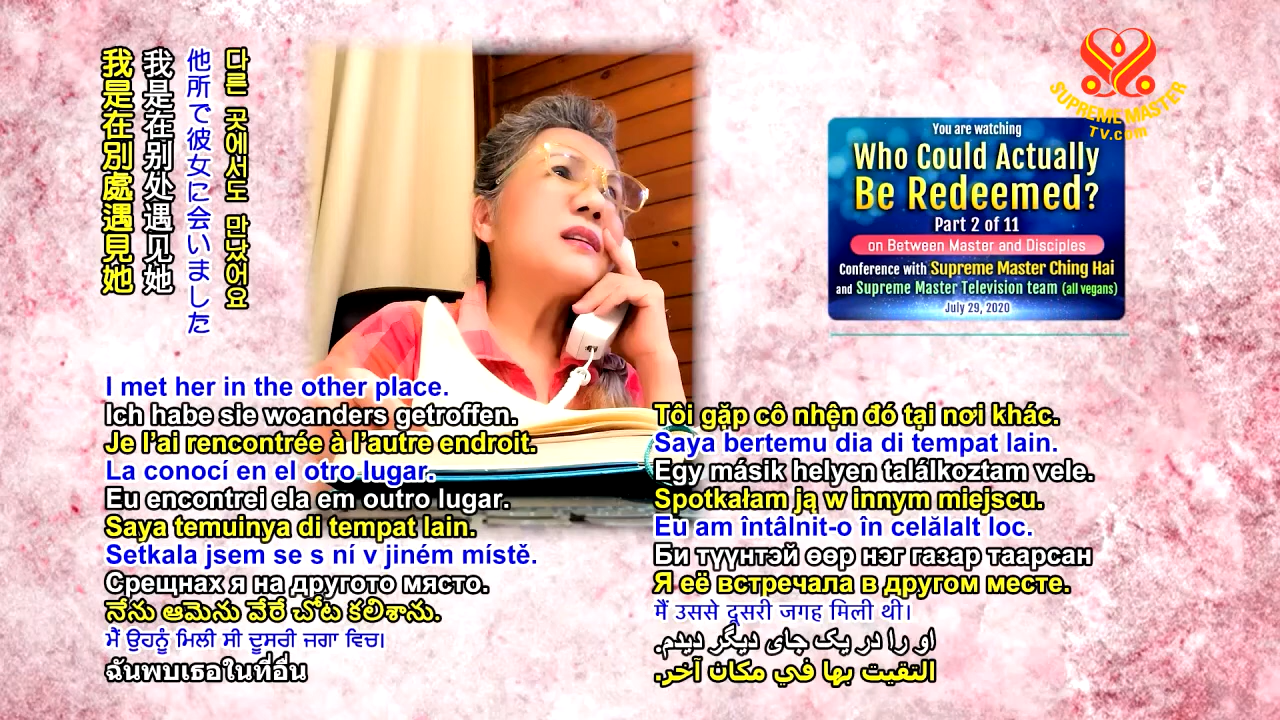 我是在別處遇見她
我是在别处遇见她
他所で彼女に会いました
다른 곳에서도 만났어요
SUPREME MASTER
TV.com
You are watching
Who Could Actually
Be Redeemed?
Part 2 of 11
on Between Master and Disciples
Conference with Supreme Master Ching Hai
and Supreme Master Television team (all vegans)
July 29, 2020
I met her in the other place.
Ich habe sie woanders getroffen.
Je l’ai rencontrée à l’autre endroit.
La conocí en el otro lugar.
Eu encontrei ela em outro lugar.
Saya temuinya di tempat lain.
Setkala jsem se s ní v jiném místě.
Срещнах я на другото място.
నేను ఆమెను వేరే చోట కలిశాను.
ਮੈਂ ਉਹਨੂੰ ਮਿਲੀ ਸੀ ਦੂਸਰੀ ਜਗਾ ਵਿਚ।
ฉันพบเธอในที่อื่น
Tôi gặp cô nhện đó tại nơi khác.
Saya bertemu dia di tempat lain.
Egy másik helyen találkoztam vele.
Spotkałam ją w innym miejscu.
Eu am întâlnit-o în celălalt loc.
Би түүнтэй өөр нэг газар таарсан
Я её встречала в другом месте.
मैं उससे दूसरी जगह मिली थी।
او را در یک جای دیگر دیدم.
التقيت بها في مكان آخر.